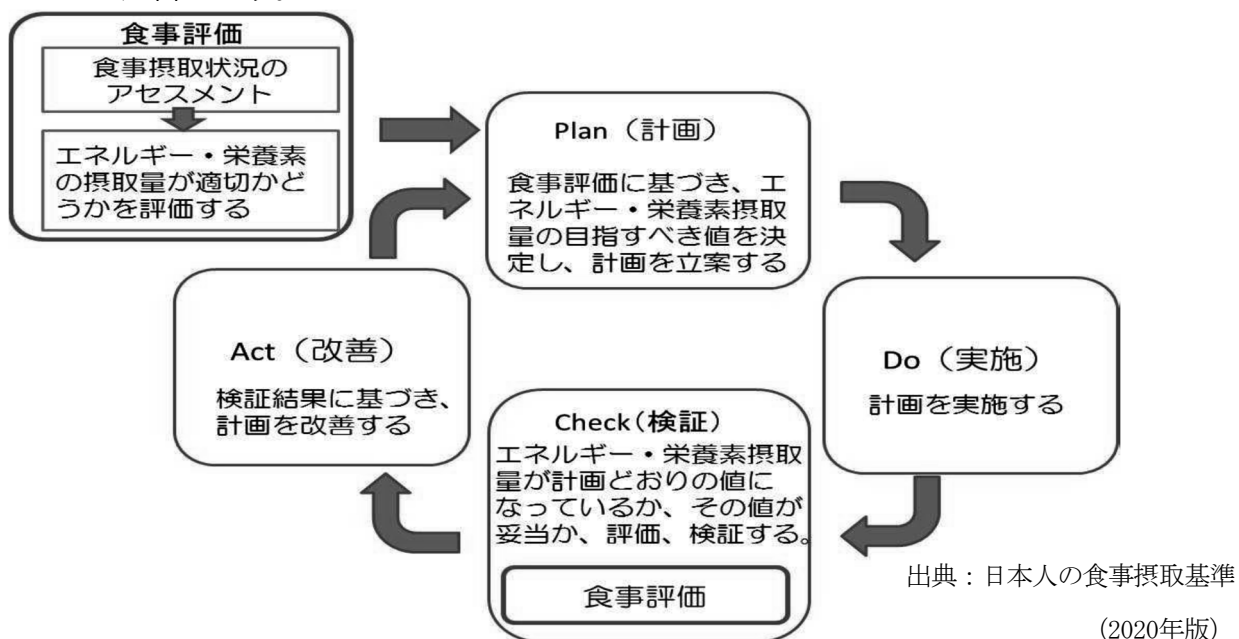 食事評価
食事摂取状況の
アセスメント
エネルギー・栄養素
の摂取量が適切かど
うかを評価する
Plan（計画）
食事評価に基づき、エ
ネルギー・栄養素摂取
量の目指すべき値を決
定し、計画を立案する
Do（実施）
計画を実施する
Check（検証）
エネルギー・栄養素摂取
量が計画どおりの値に
なっているか、その値が
妥当か、評価、検証する。
食事評価
Act（改善）
検証結果に基づき、
計画を改善する
出典：日本人の食事摂取基準
（2020年版）